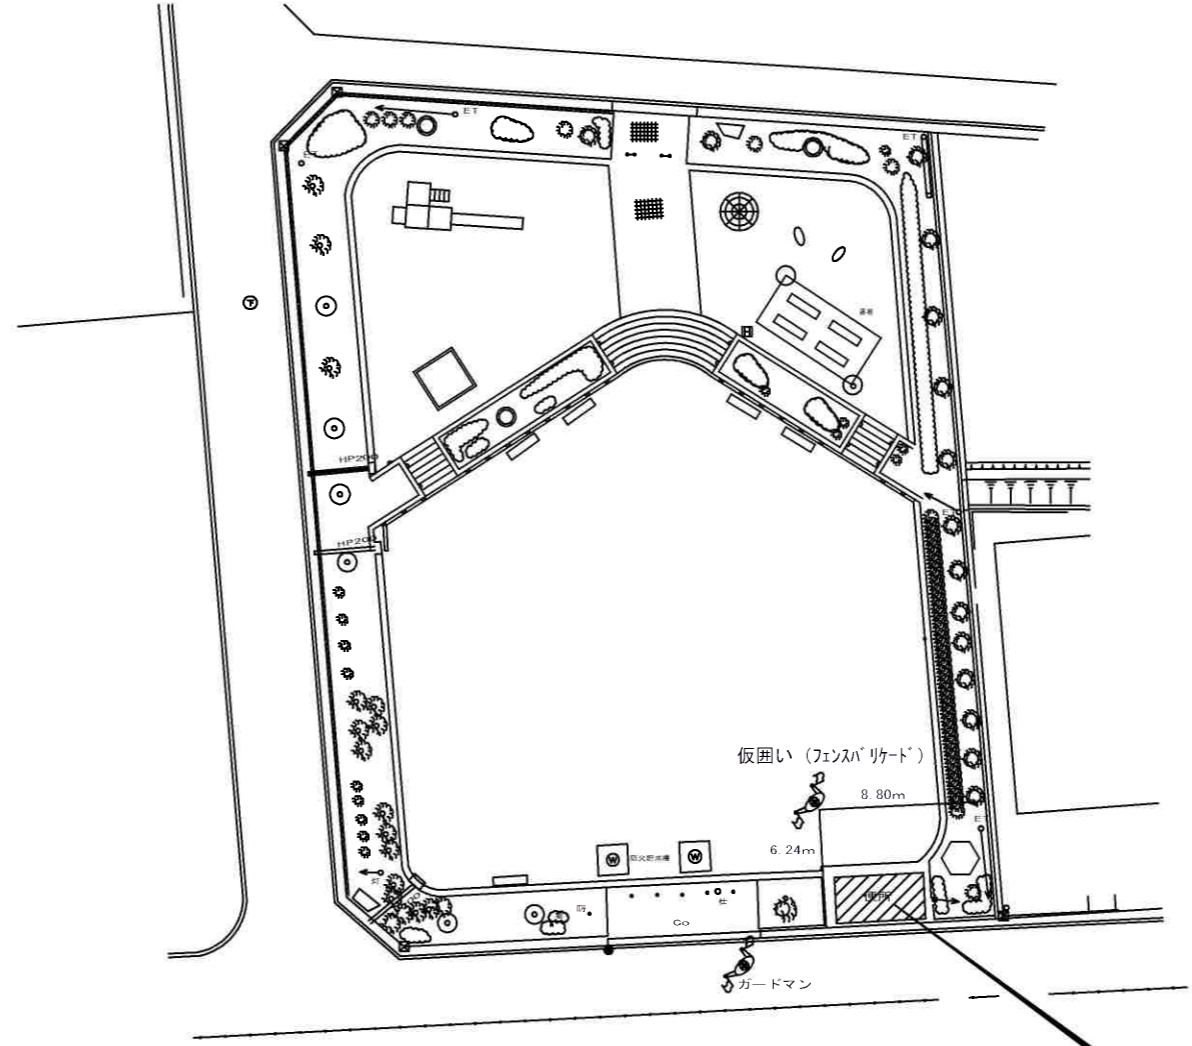 ET
ET
HP200
HP200
仮囲い (フェンスバリケード)
8.80m
6.24m
防火貯水槽
W
W
便所
Co
ガードマン
灯